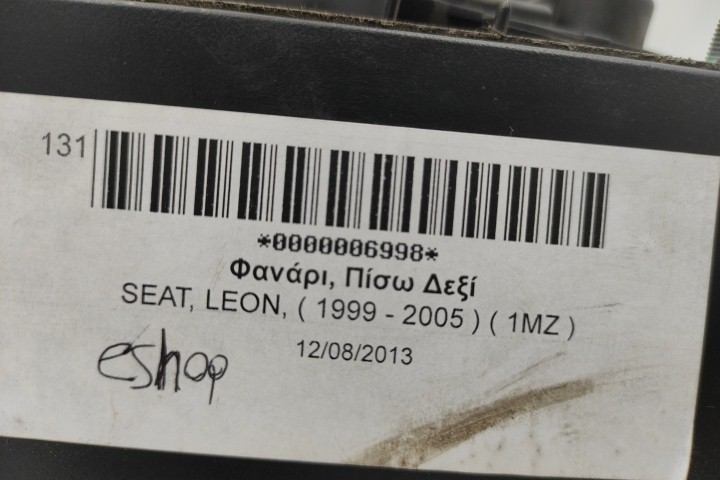 131
*0000006998*
Φανάρι, Πίσω Δεξί
SEAT, LEON, ( 1999 - 2005 ) ( 1MZ )
12/08/2013
eshop